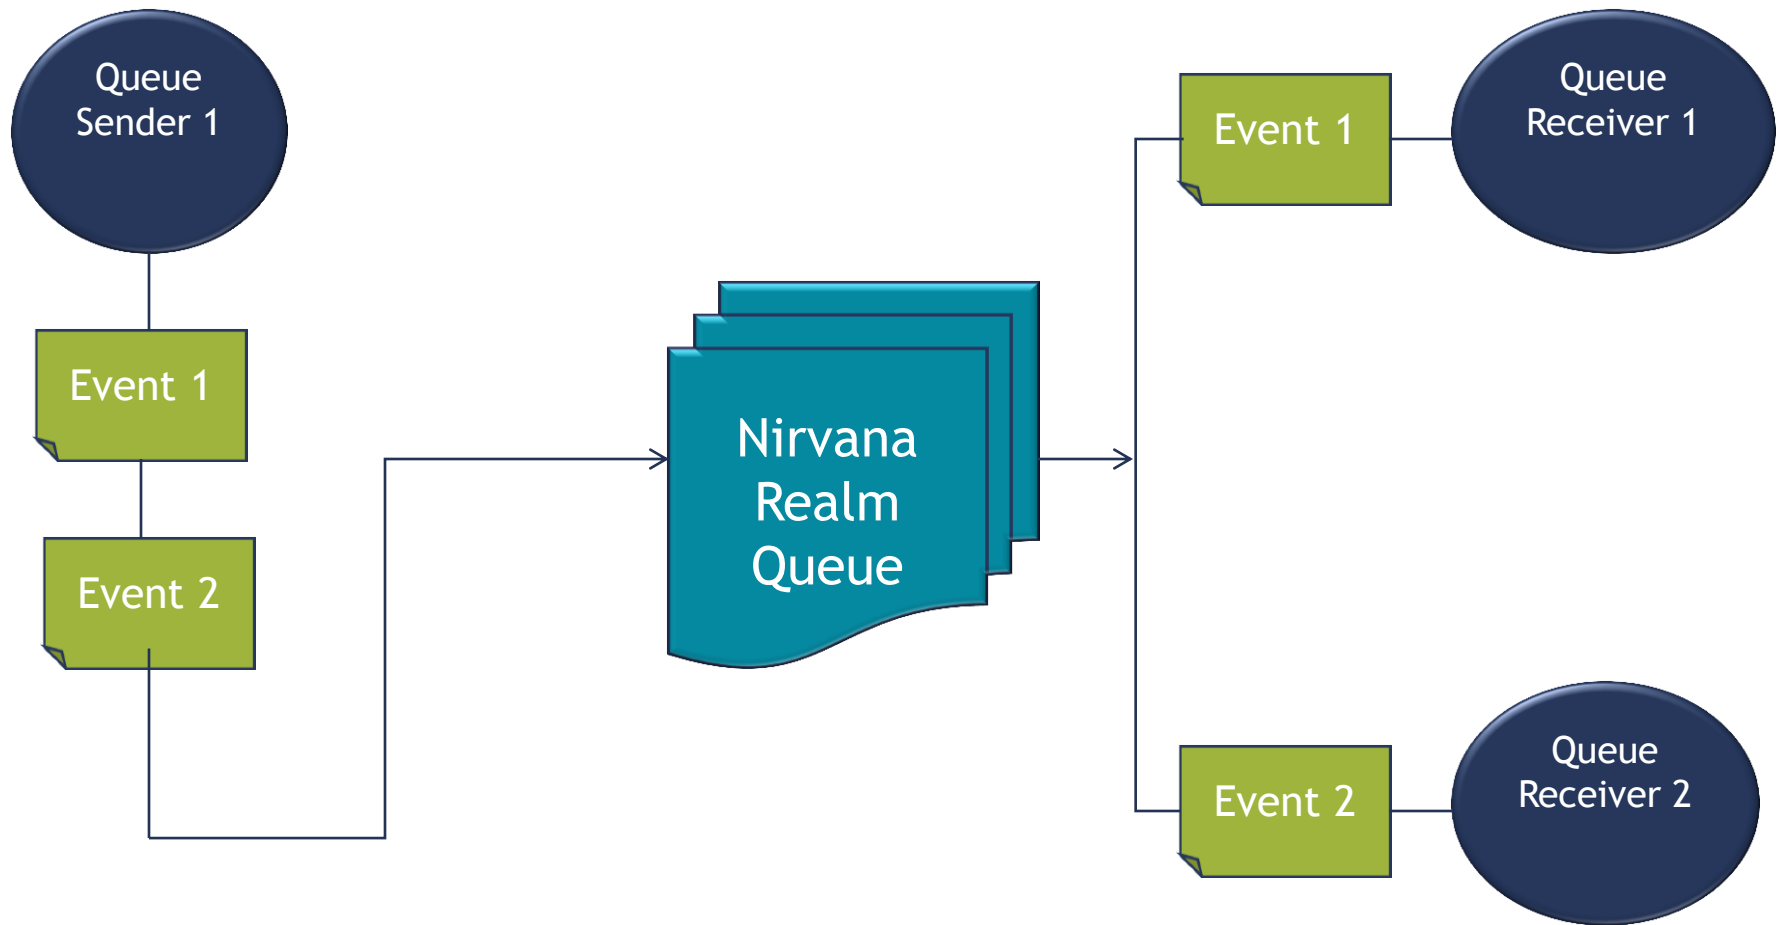 Queue
Sender 1
Event 1
Event 2
Nirvana
Realm
Queue
Event 1
Queue
Receiver 1
Event 2
Queue
Receiver 2